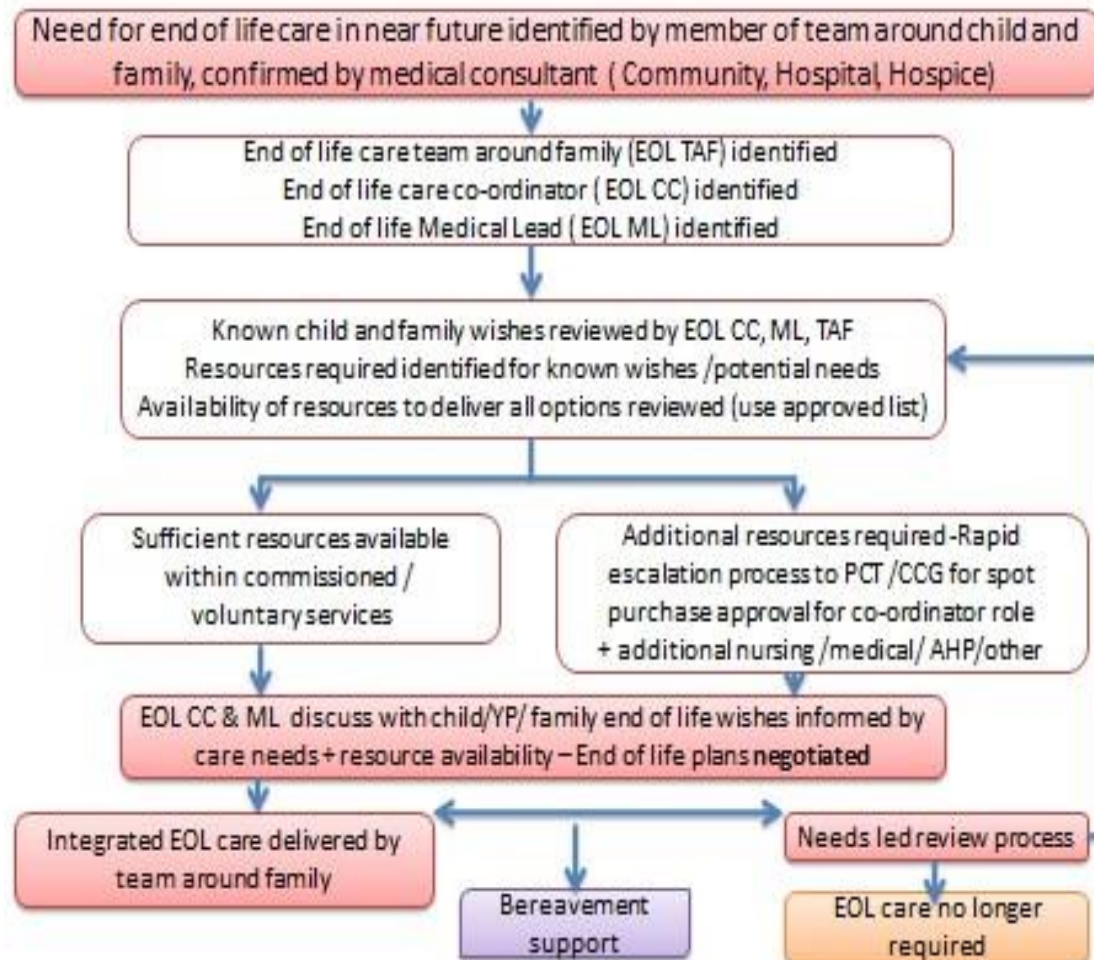 Need for end of lifecare in near future identified by member of team around child and
family, confirmed by medical consultant ( Community, Hospital, Hospice)
End of life care team around family (EOL TAF) identified
End of life care co-ordinator ( EOL CC) identified
End of life Medical Lead ( EOL ML) identified
Known child and family wishes reviewed by EOL CC, ML, TAF
Resources required identified for known wishes /potential needs
Availability of resources to deliver all options reviewed (use approved list)
Sufficient resources available
within commissioned /
voluntary services
Additional resources required -Rapid
escalation process to PCT /CCG for spot
purchase approval for co-ordinator role
+ additional nursing /medical/ AHP/other
EOL CC & ML discuss with child/YP/ family end of life wishes informed by
care needs + resource availability – End of life plans negotiated
Integrated EOL care delivered by
team around family
Needs led review process
Bereavement
support
EOL care no longer
required